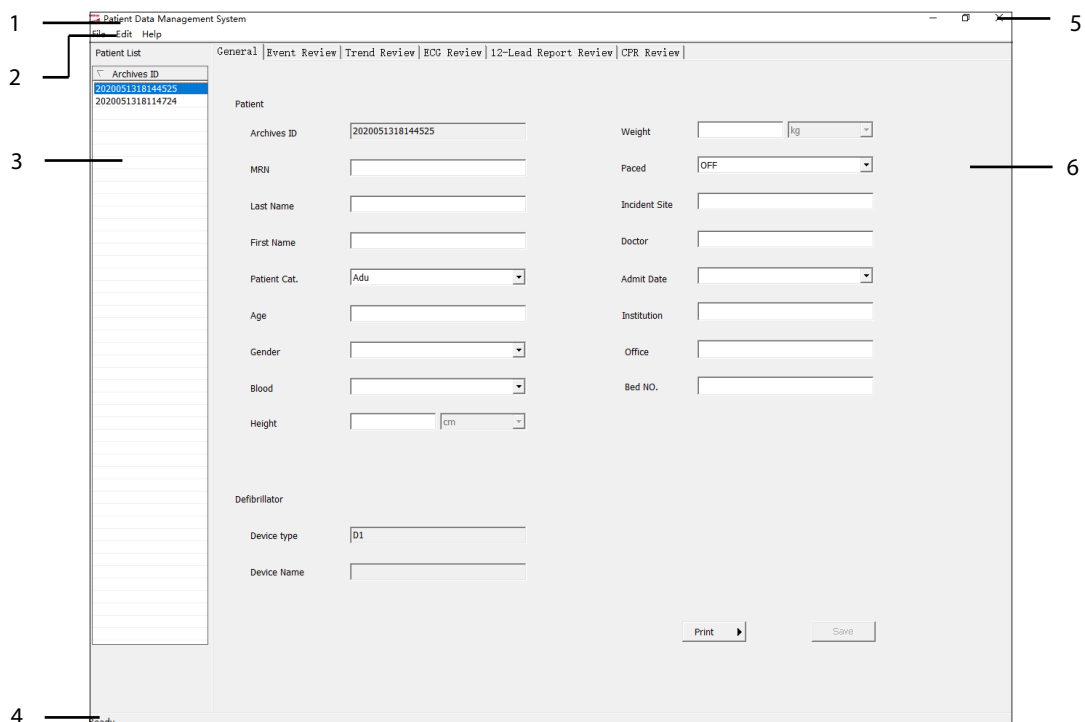 1
Patient Data Management System
5
File Edit Help
2
Patient List
General Event Review Trend Review ECG Review 12-Lead Report Review CPR Review
Archives ID
2020051318144525
2020051318114724
Patient
Archives ID 2020051318144525 Weight kg
3
6
MRN Paced OFF
Last Name Incident Site
First Name Doctor
Patient Cat. Adu Admit Date
Age Institution
Gender Office
Blood Bed NO.
Height cm
Defibrillator
Device type D1
Device Name
Print Save
4
Ready